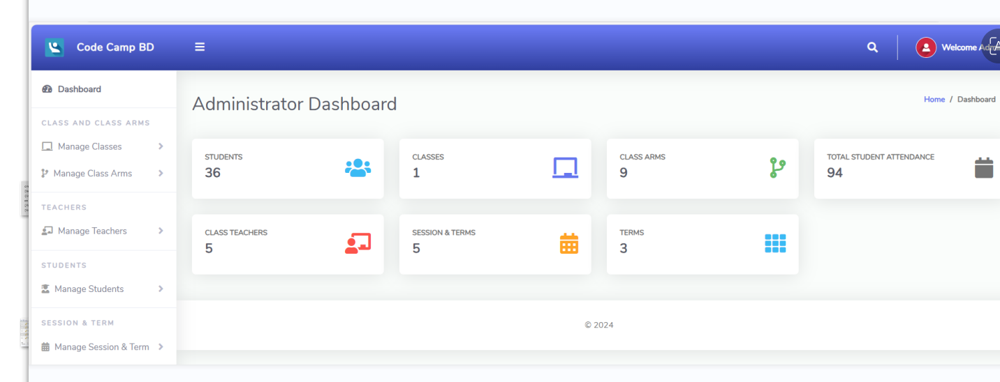 Code Camp BD
Welcome
Dashboard
Administrator Dashboard
Home / Dashboard
CLASS AND CLASS ARMS
Manage Classes
Manage Class Arms
TEACHERS
Manage Teachers
STUDENTS
Manage Students
SESSION & TERM
Manage Session & Term
STUDENTS
36
CLASSES
1
CLASS ARMS
9
TOTAL STUDENT ATTENDANCE
94
CLASS TEACHERS
5
SESSION & TERMS
5
TERMS
3
© 2024